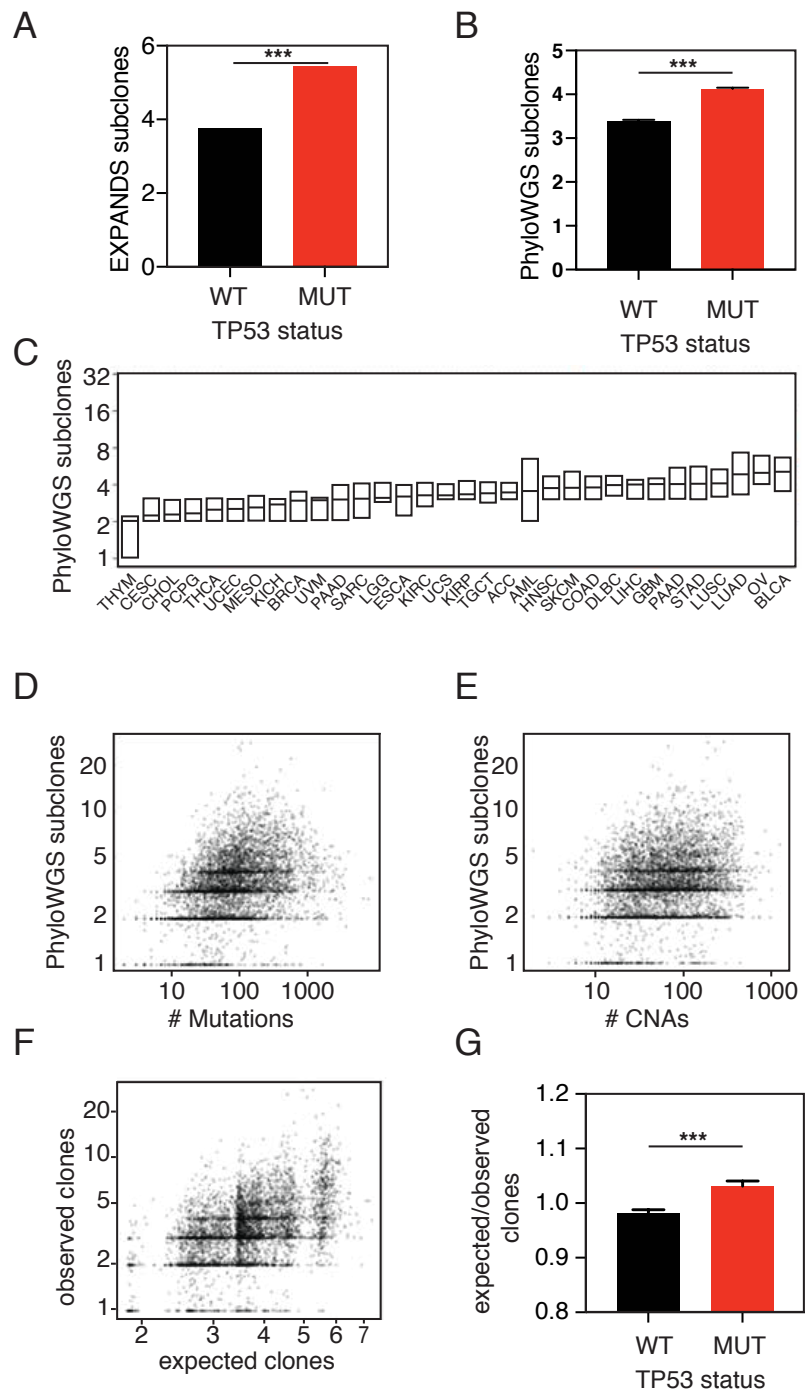 A
EXPANDS subclones
6
4
2
0
***
WT MUT
TP53 status
B
PhyloWGS subclones
5
4
3
2
1
0
***
WT MUT
TP53 status
C
PhyloWGS subclones
32
16
8
4
2
1
THYM CESC CHOL PCPG THCA UCEC MESO KICH BRCA UVM PAAD SARC LGG ESCA KIRC UCS KIRP TGCT ACC AML HNSC SKCM COAD DLBC LIHC GBM PAAD STAD LUSC LUAD OV BLCA
D
PhyloWGS subclones
20
10
5
2
1
10 100 1000
# Mutations
E
PhyloWGS subclones
20
10
5
2
1
10 100 1000
# CNAs
F
observed clones
20
10
5
2
1
2 3 4 5 6 7
expected clones
G
expected/observed
clones
1.2
1.1
1.0
0.9
0.8
***
WT MUT
TP53 status